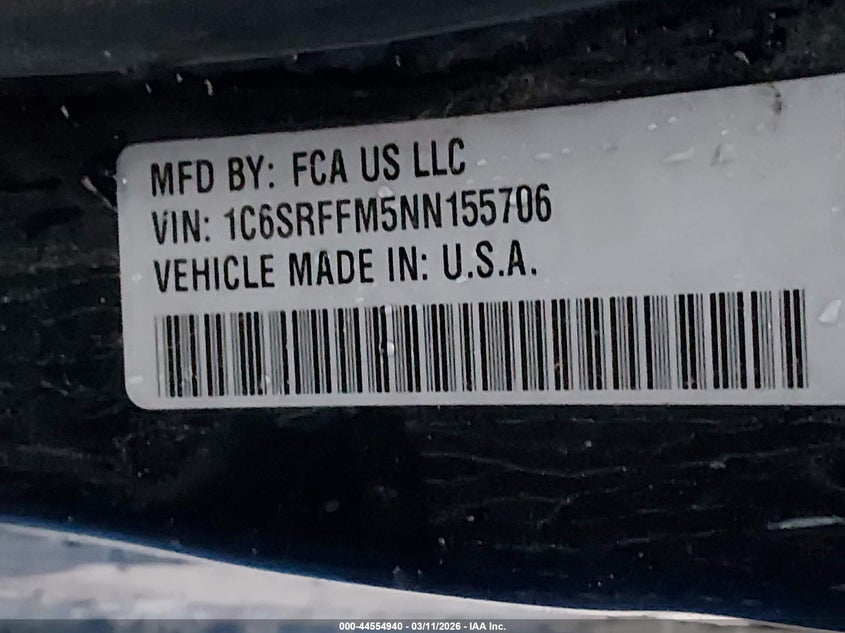 MFD BY: FCA US LLC
VIN: 1C6SRFFM5NN155706
VEHICLE MADE IN: U.S.A.
000-44554940 - 03/11/2026 - IAA Inc.